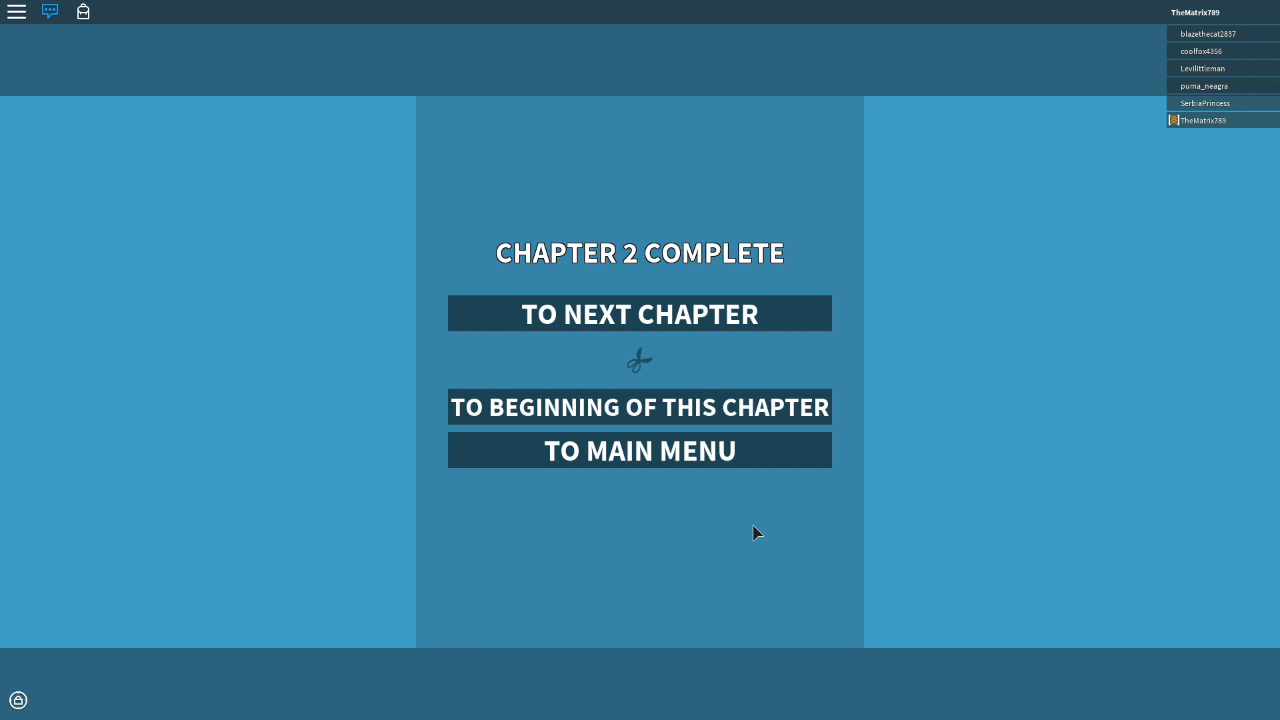 TheMatrix789
blazethecat2837
coolfox4356
Levilittleman
puma_neagra
SerbiaPrincess
TheMatrix789
CHAPTER 2 COMPLETE
TO NEXT CHAPTER
TO BEGINNING OF THIS CHAPTER
TO MAIN MENU